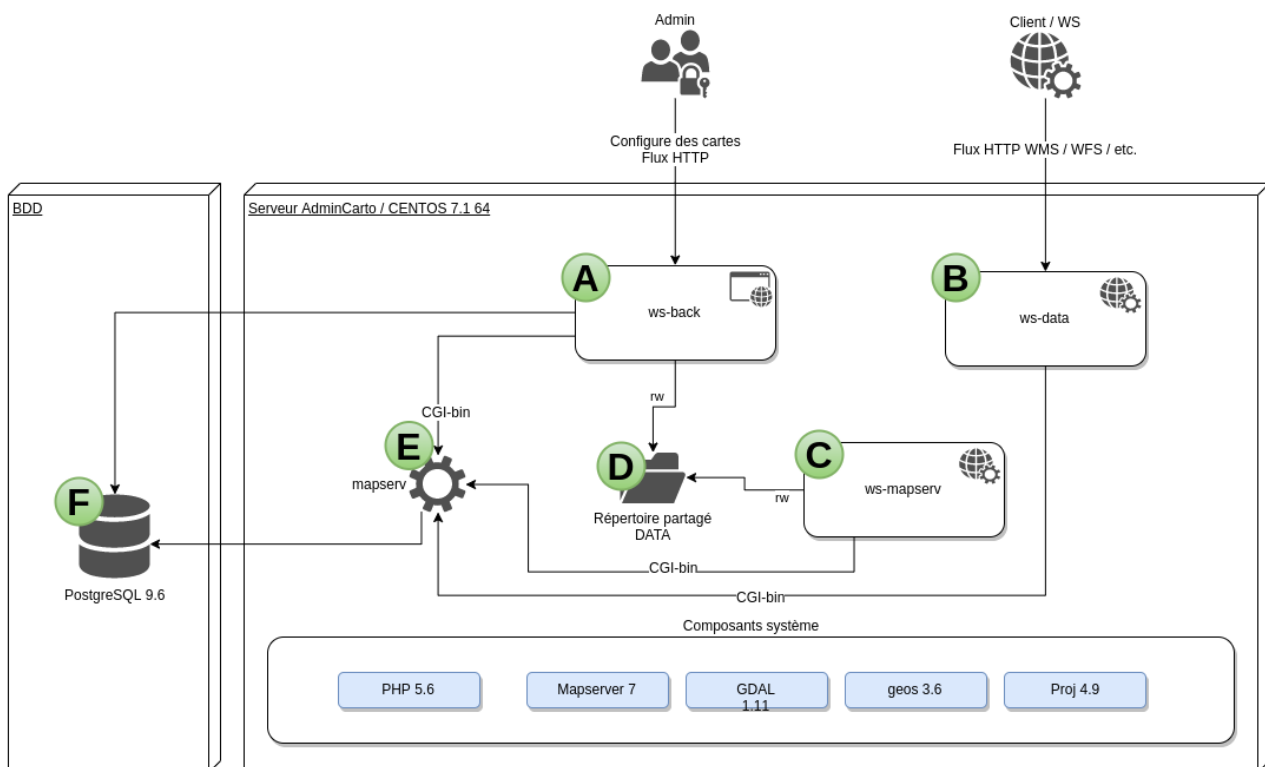 Admin
Client / WS
Configure des cartes
Flux HTTP
Flux HTTP WMS / WFS / etc.
BDD
Serveur AdminCarto / CENTOS 7.1 64
A
ws-back
B
ws-data
rw
CGI-bin
E
mapserv
D
Répertoire partagé
DATA
C
ws-mapserv
rw
F
PostgreSQL 9.6
CGI-bin
CGI-bin
Composants système
PHP 5.6
Mapserver 7
GDAL
1.11
geos 3.6
Proj 4.9